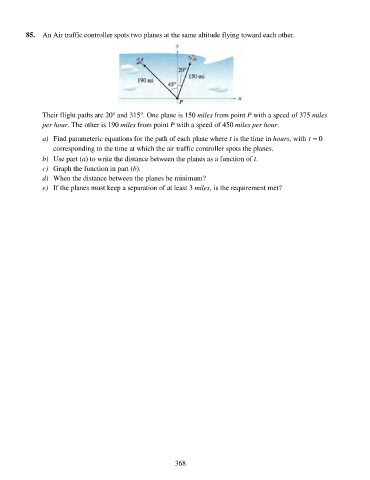 85. An Air traffic controller spots two planes at the same altitude flying toward each other.
y
20°
150 mi
190 mi
45°
P
x
Their flight paths are 20° and 315°. One plane is 150 miles from point P with a speed of 375 miles
per hour. The other is 190 miles from point P with a speed of 450 miles per hour.
a) Find parameteric equations for the path of each plane where t is the time in hours, with t = 0
corresponding to the time at which the air traffic controller spots the planes.
b) Use part (a) to write the distance between the planes as a function of t.
c) Graph the function in part (b).
d) When the distance between the planes be minimum?
e) If the planes must keep a separation of at least 3 miles, is the requirement met?
368